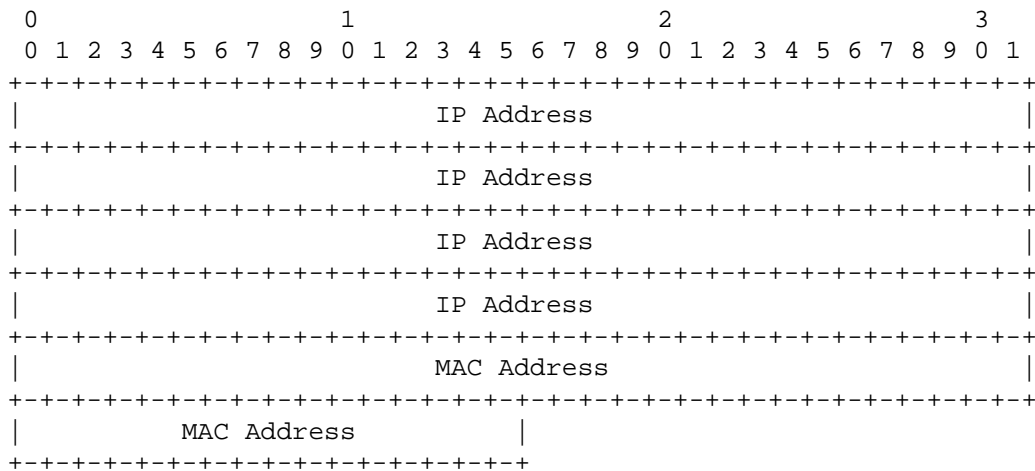 0                   1                   2                   3
 0 1 2 3 4 5 6 7 8 9 0 1 2 3 4 5 6 7 8 9 0 1 2 3 4 5 6 7 8 9 0 1
+-+-+-+-+-+-+-+-+-+-+-+-+-+-+-+-+-+-+-+-+-+-+-+-+-+-+-+-+-+-+-+-+
|                          IP Address                           |
+-+-+-+-+-+-+-+-+-+-+-+-+-+-+-+-+-+-+-+-+-+-+-+-+-+-+-+-+-+-+-+-+
|                          IP Address                           |
+-+-+-+-+-+-+-+-+-+-+-+-+-+-+-+-+-+-+-+-+-+-+-+-+-+-+-+-+-+-+-+-+
|                          IP Address                           |
+-+-+-+-+-+-+-+-+-+-+-+-+-+-+-+-+-+-+-+-+-+-+-+-+-+-+-+-+-+-+-+-+
|                          IP Address                           |
+-+-+-+-+-+-+-+-+-+-+-+-+-+-+-+-+-+-+-+-+-+-+-+-+-+-+-+-+-+-+-+-+
|                          MAC Address                          |
+-+-+-+-+-+-+-+-+-+-+-+-+-+-+-+-+-+-+-+-+-+-+-+-+-+-+-+-+-+-+-+-+
|          MAC Address          |
+-+-+-+-+-+-+-+-+-+-+-+-+-+-+-+-+